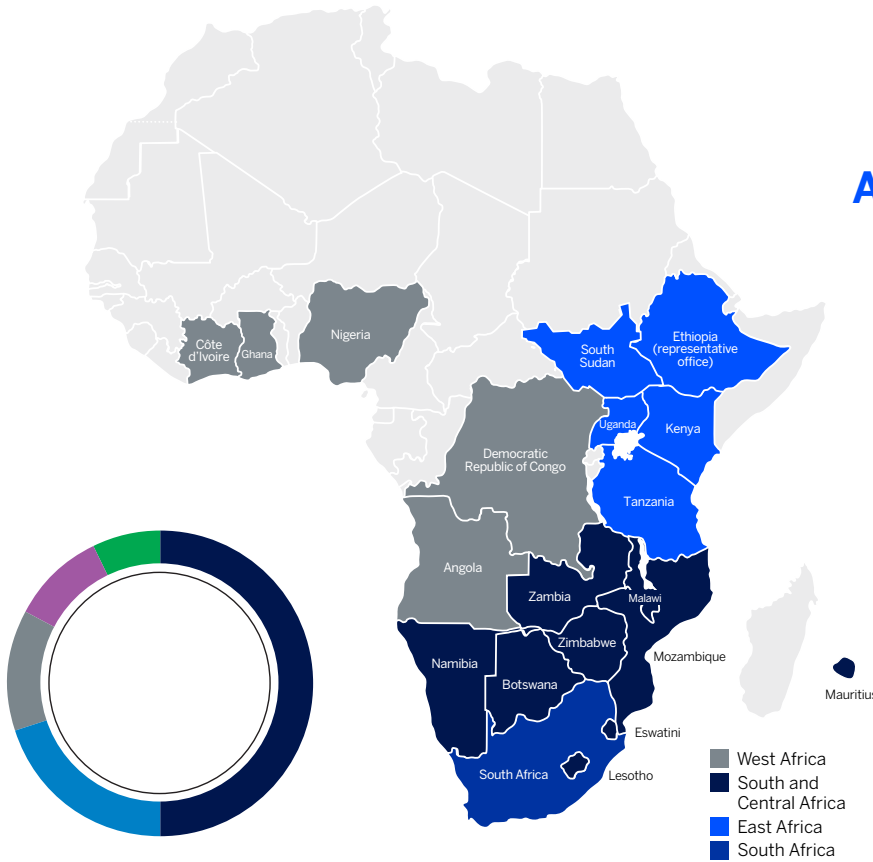 A
Nigeria
Côte
d’Ivoire
Ghana
South
Sudan
Ethiopia
(representative
office)
Uganda
Kenya
Democratic
Republic of Congo
Tanzania
Angola
Zambia
Malawi
Zimbabwe
Mozambique
Namibia
Botswana
Mauritius
Eswatini
South Africa
Lesotho
West Africa
South and
Central Africa
East Africa
South Africa